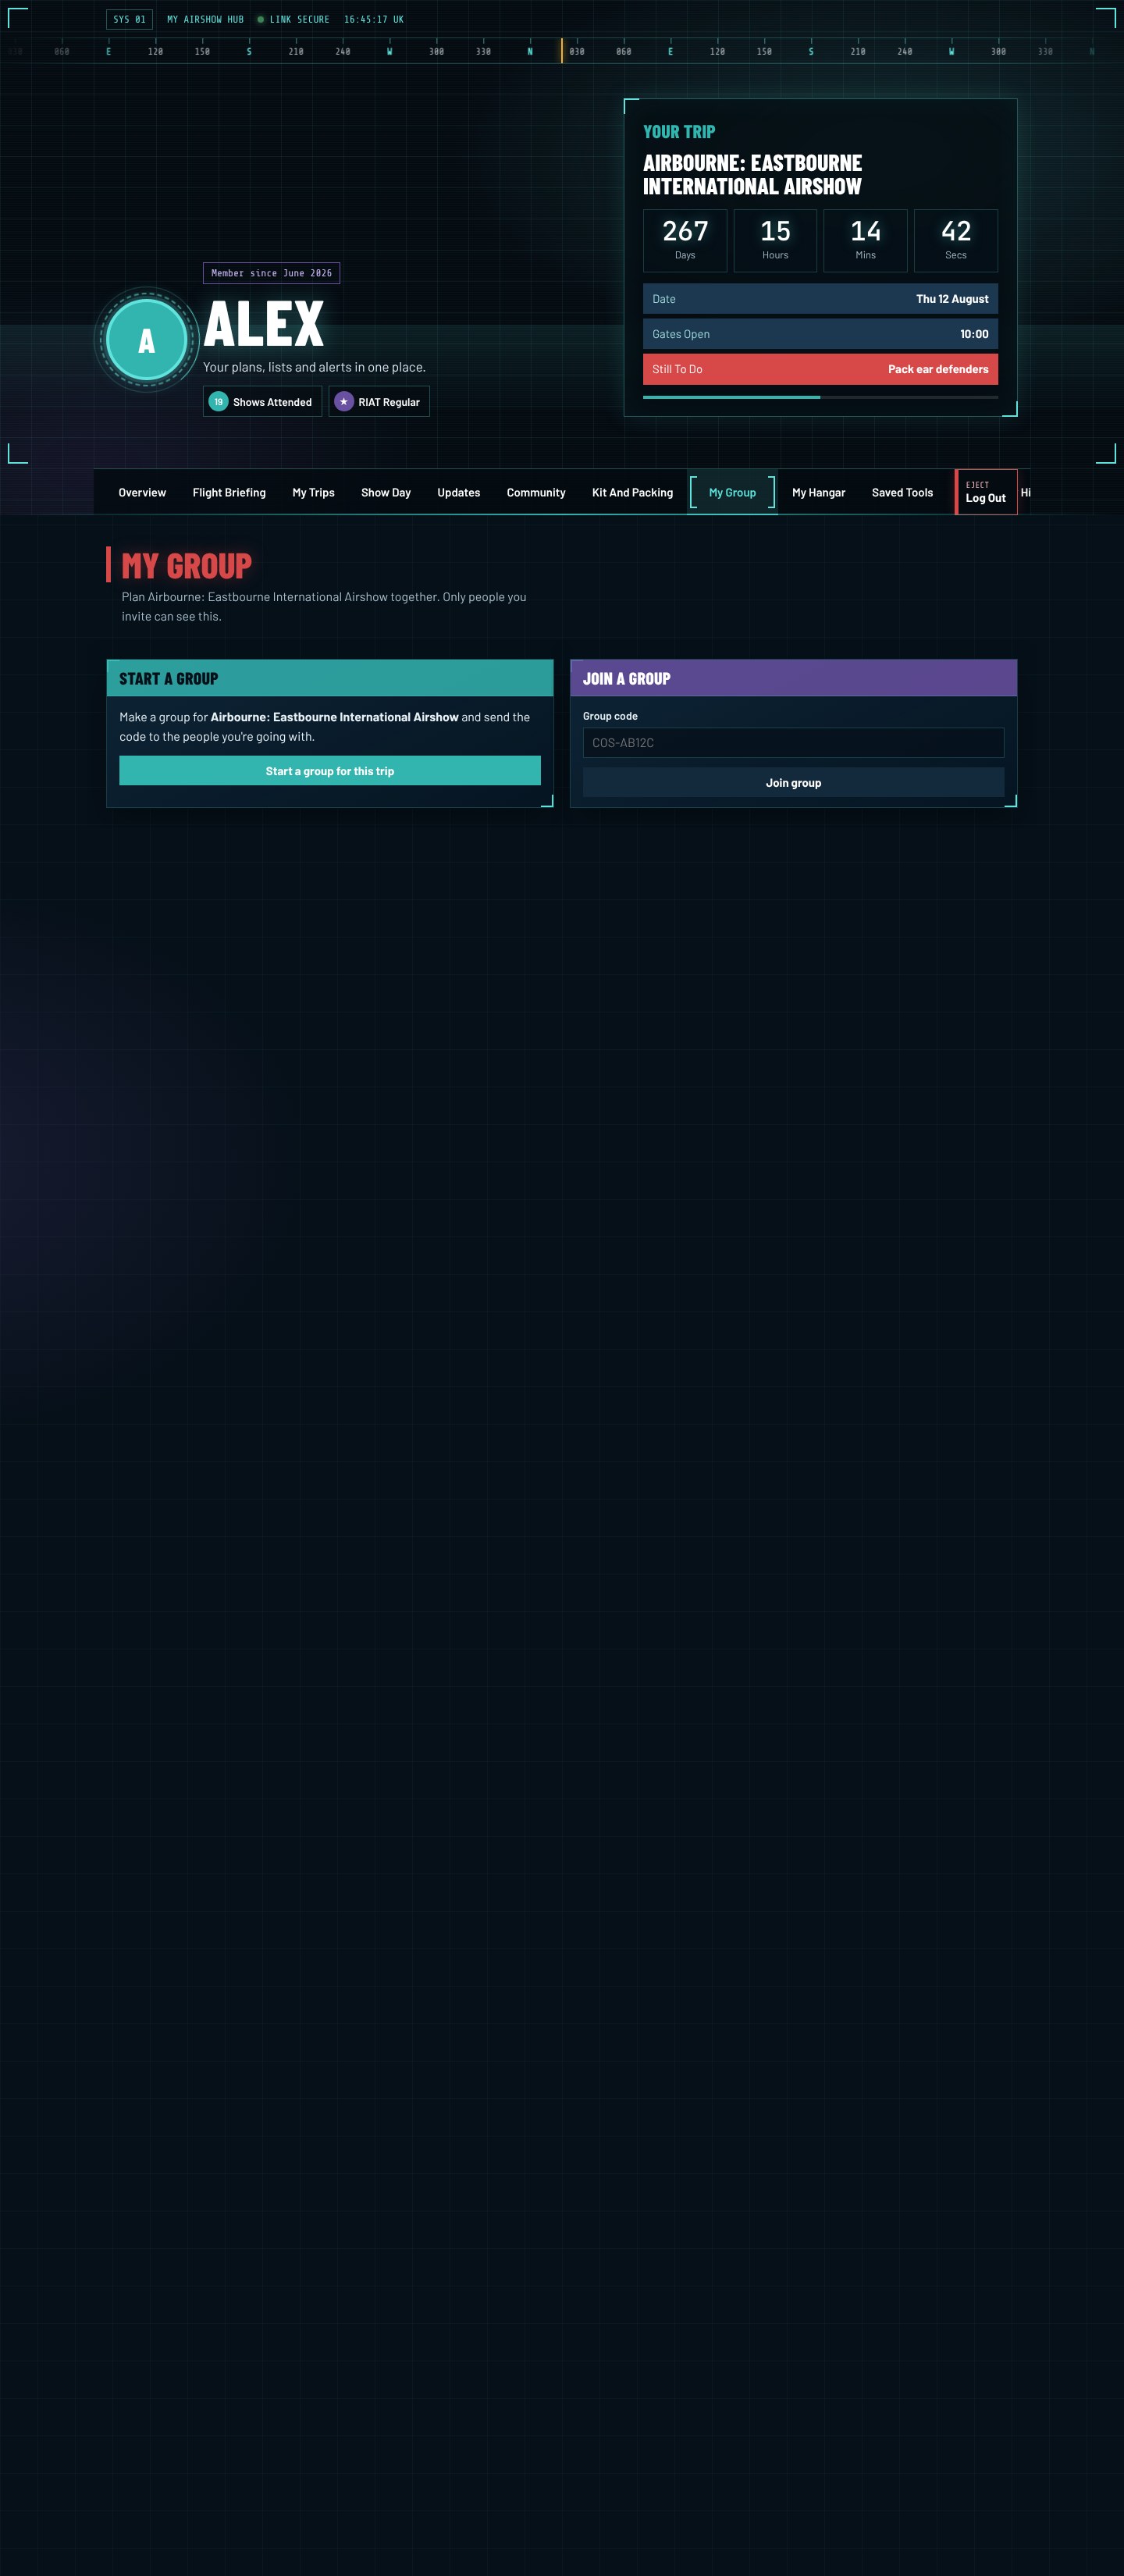 SYS 01 MY AIRSHOW HUB LINK SECURE 16:45:17 UK
060 E 120 150 S 210 240 W 300 330 N 030 060 E 120 150 S 210 240 W 300 330 N
YOUR TRIP
AIRBOURNE: EASTBOURNE
INTERNATIONAL AIRSHOW
267 15 14 42
Days Hours Mins Secs
Date Thu 12 August
Gates Open 10:00
Still To Do Pack ear defenders
Member since June 2026
A
ALEX
Your plans, lists and alerts in one place.
19 Shows Attended ★ RIAT Regular
Overview Flight Briefing My Trips Show Day Updates Community Kit And Packing My Group My Hangar Saved Tools
EJECT
Log Out
Hi
MY GROUP
Plan Airbourne: Eastbourne International Airshow together. Only people you
invite can see this.
START A GROUP
Make a group for Airbourne: Eastbourne International Airshow and send the
code to the people you're going with.
Start a group for this trip
JOIN A GROUP
Group code
COS-AB12C
Join group